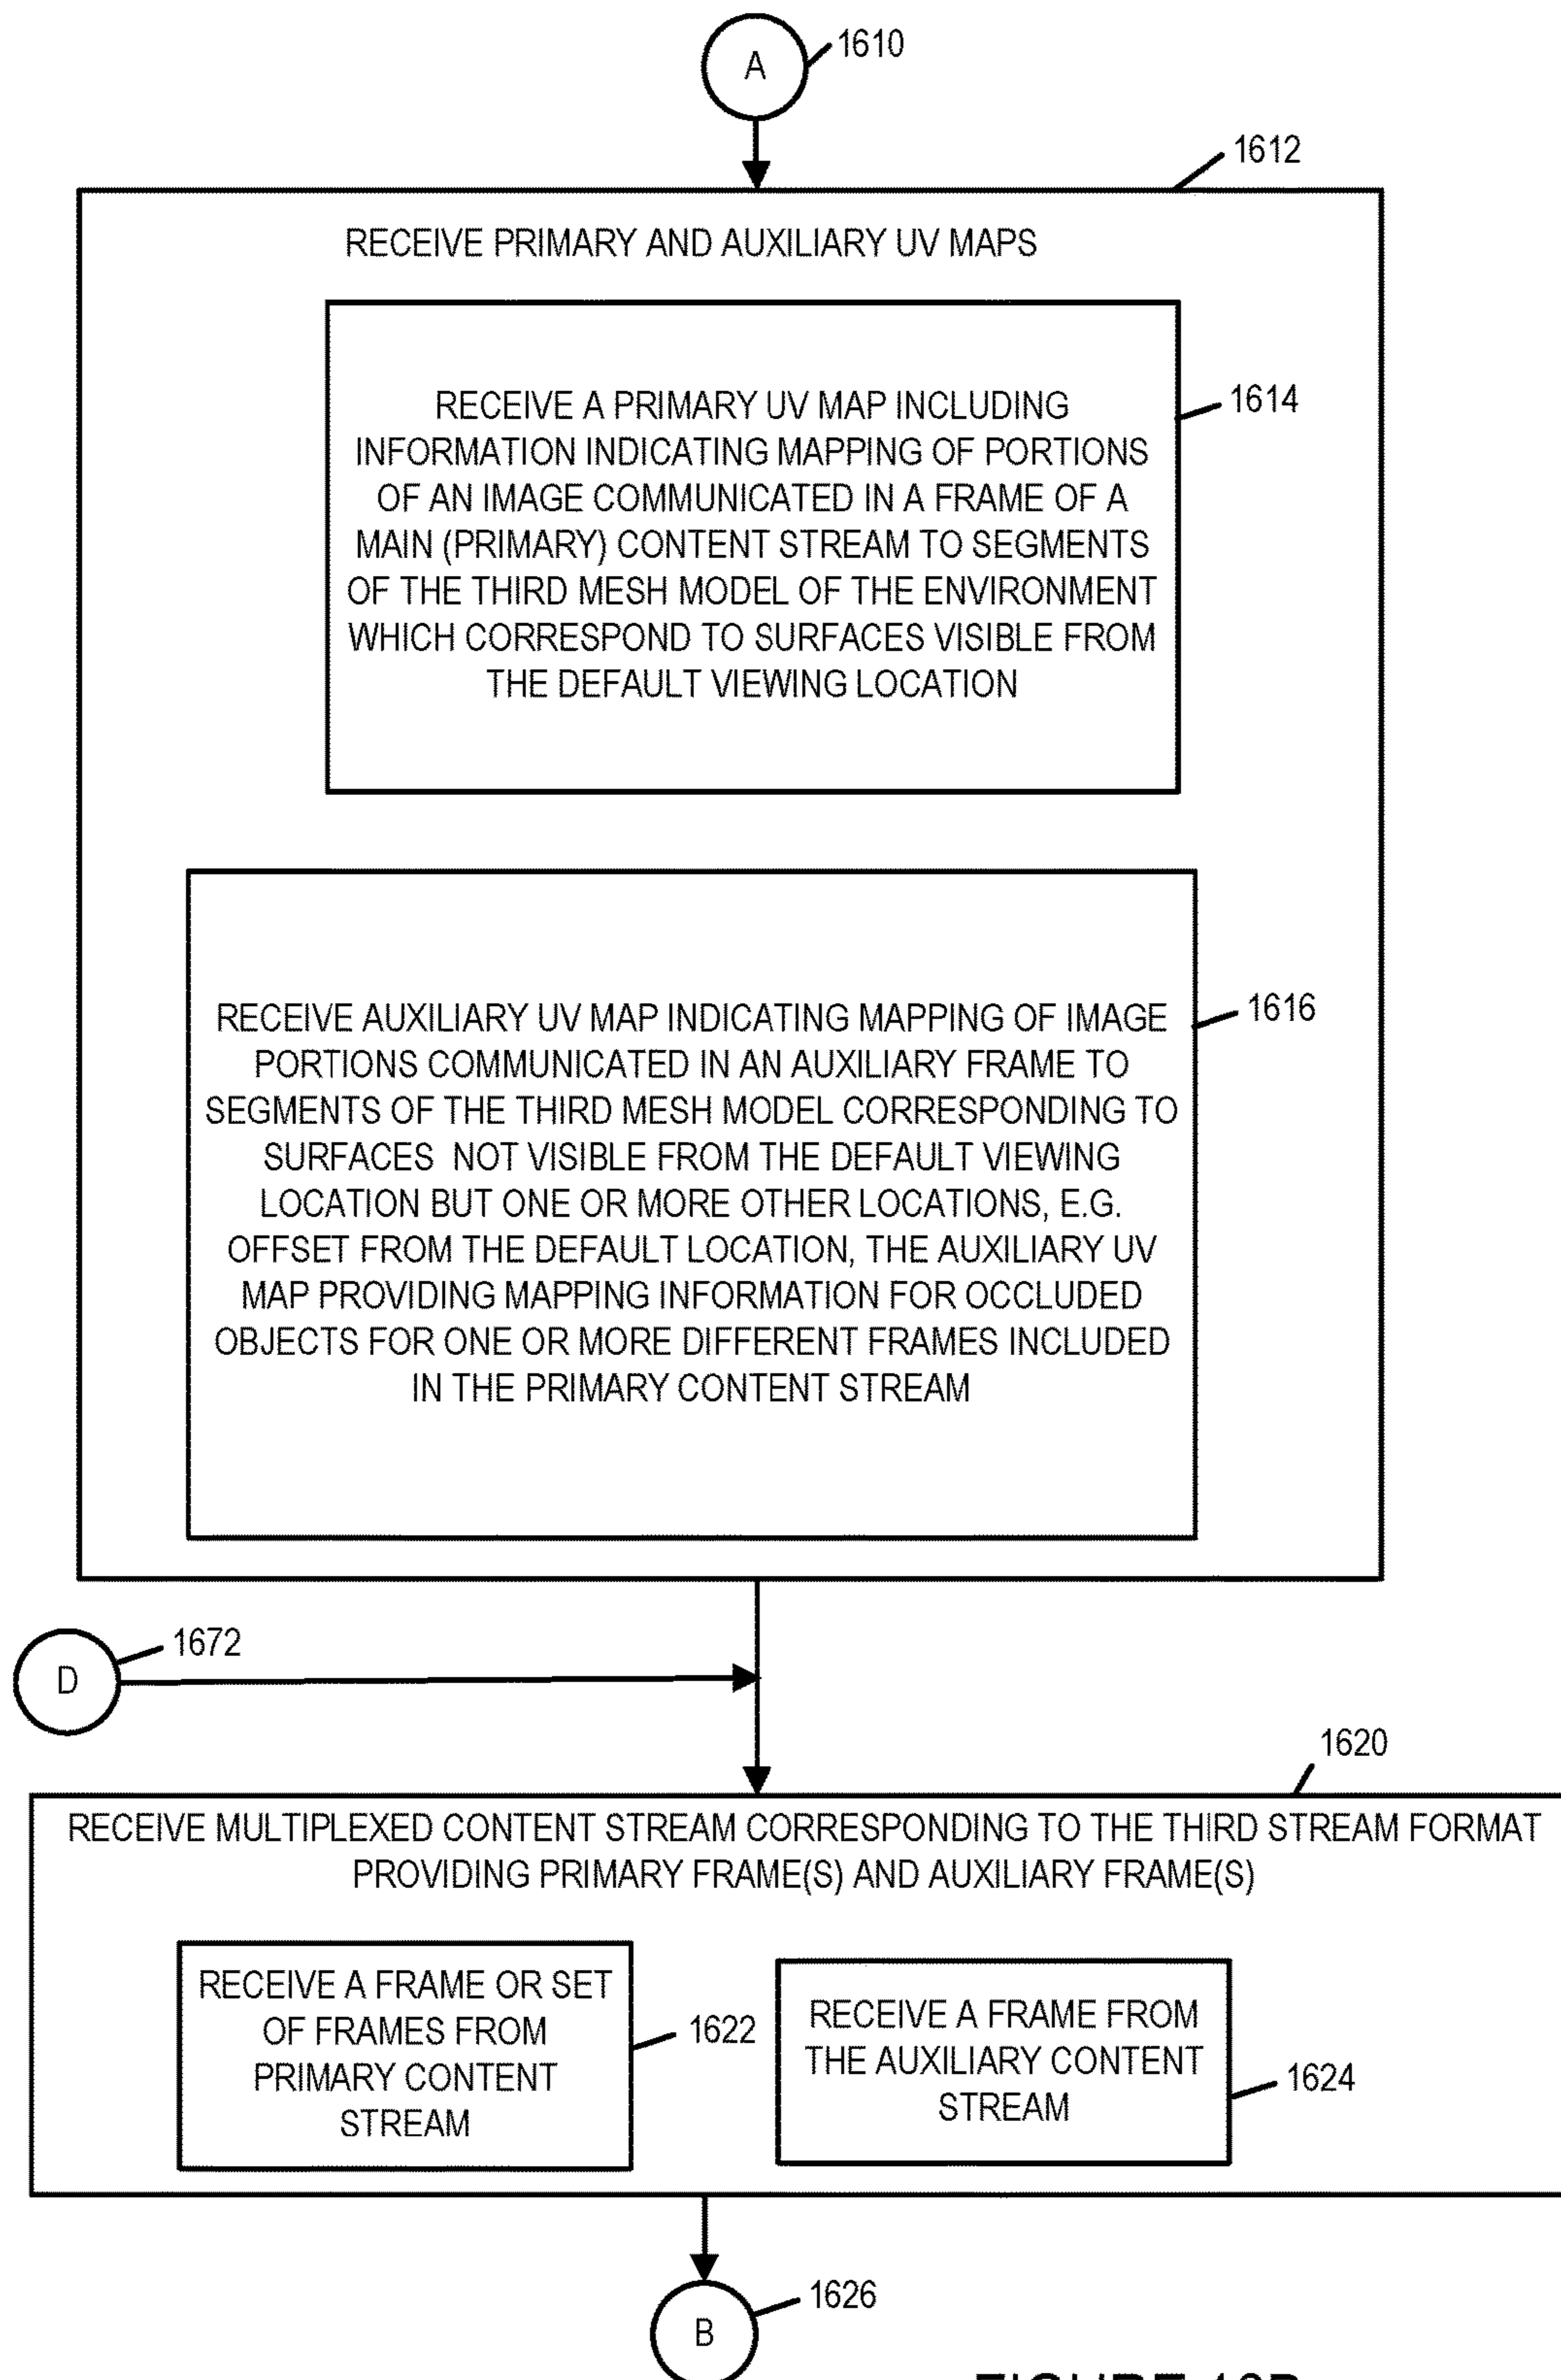 A
1610
1612
RECEIVE PRIMARY AND AUXILIARY UV MAPS
RECEIVE A PRIMARY UV MAP INCLUDING
INFORMATION INDICATING MAPPING OF PORTIONS
OF AN IMAGE COMMUNICATED IN A FRAME OF A
MAIN (PRIMARY) CONTENT STREAM TO SEGMENTS
OF THE THIRD MESH MODEL OF THE ENVIRONMENT
WHICH CORRESPOND TO SURFACES VISIBLE FROM
THE DEFAULT VIEWING LOCATION
1614
RECEIVE AUXILIARY UV MAP INDICATING MAPPING OF IMAGE
PORTIONS COMMUNICATED IN AN AUXILIARY FRAME TO
SEGMENTS OF THE THIRD MESH MODEL CORRESPONDING TO
SURFACES NOT VISIBLE FROM THE DEFAULT VIEWING
LOCATION BUT ONE OR MORE OTHER LOCATIONS, E.G.
OFFSET FROM THE DEFAULT LOCATION, THE AUXILIARY UV
MAP PROVIDING MAPPING INFORMATION FOR OCCLUDED
OBJECTS FOR ONE OR MORE DIFFERENT FRAMES INCLUDED
IN THE PRIMARY CONTENT STREAM
1616
D
1672
1620
RECEIVE MULTIPLEXED CONTENT STREAM CORRESPONDING TO THE THIRD STREAM FORMAT
PROVIDING PRIMARY FRAME(S) AND AUXILIARY FRAME(S)
RECEIVE A FRAME OR SET
OF FRAMES FROM
PRIMARY CONTENT
STREAM
1622
RECEIVE A FRAME FROM
THE AUXILIARY CONTENT
STREAM
1624
B
1626